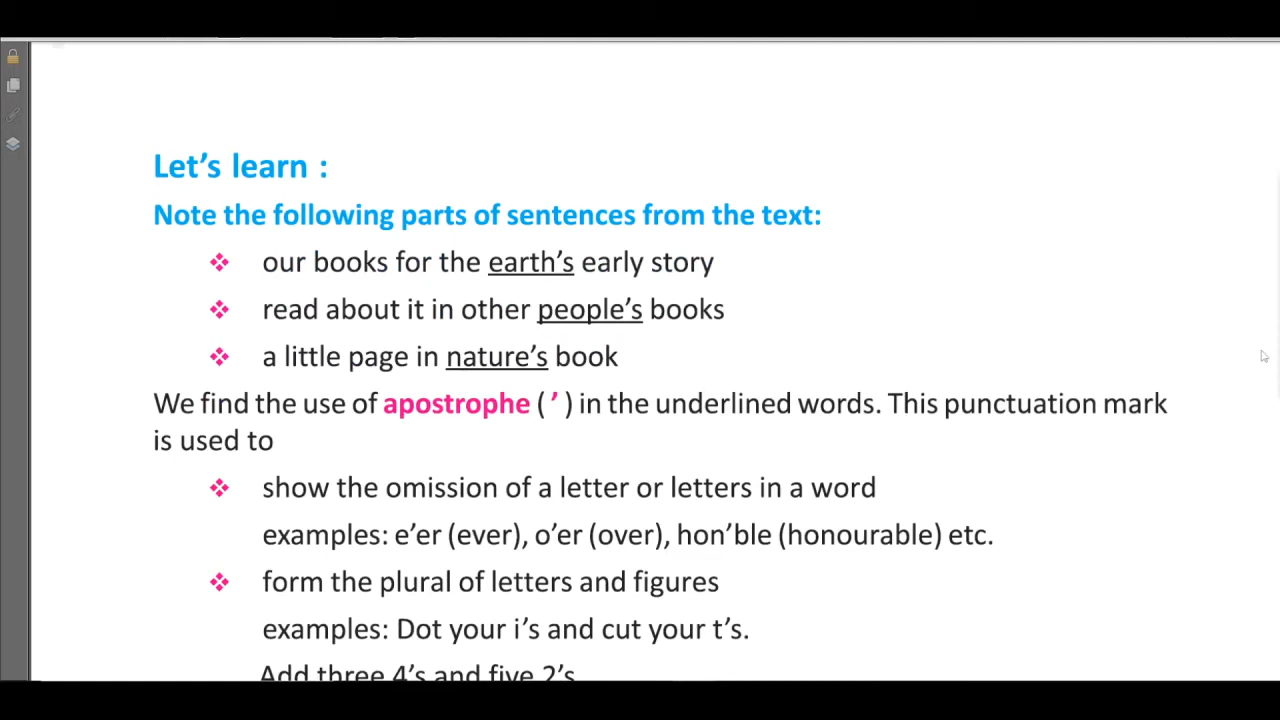 Let’s learn :
Note the following parts of sentences from the text:
❖ our books for the earth’s early story
❖ read about it in other people’s books
❖ a little page in nature’s book
We find the use of apostrophe ( ’ ) in the underlined words. This punctuation mark
is used to
❖ show the omission of a letter or letters in a word
examples: e’er (ever), o’er (over), hon’ble (honourable) etc.
❖ form the plural of letters and figures
examples: Dot your i’s and cut your t’s.
Add three 4’s and five 2’s